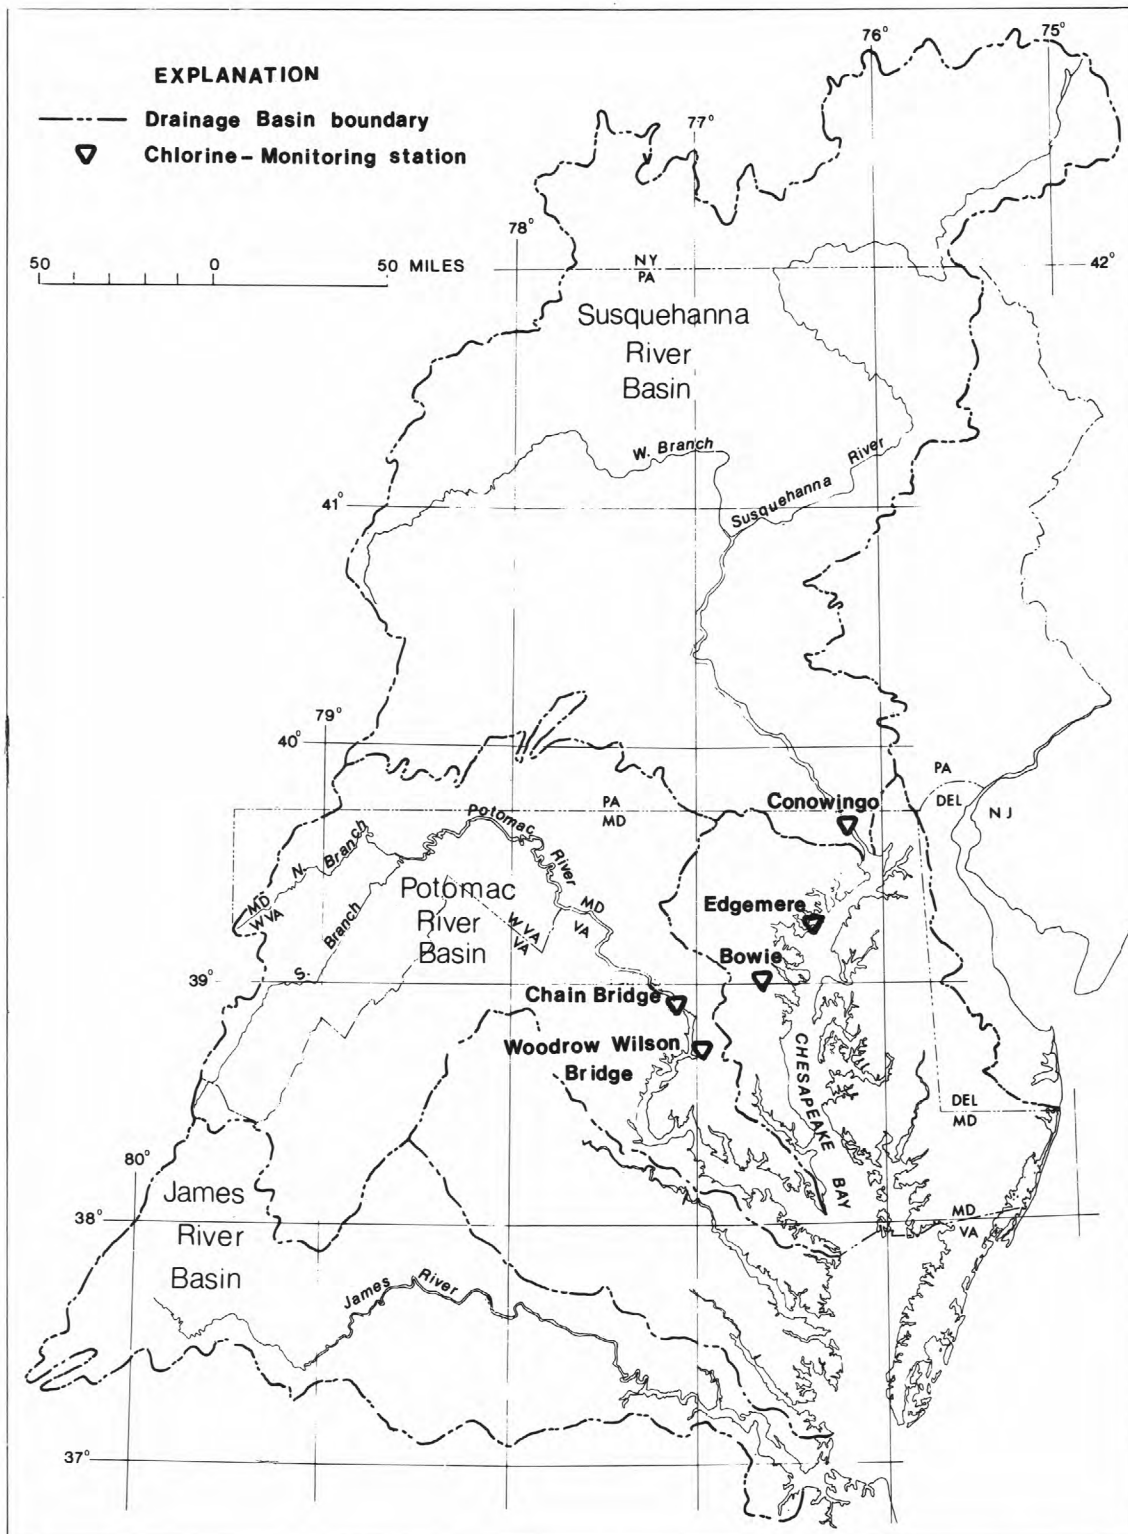 EXPLANATION
Drainage Basin boundary
Chlorine-Monitoring station
50 0 50 MILES
75°
76°
77°
78°
42°
NY
PA
Susquehanna
River
Basin
W. Branch
Susquehanna River
41°
79°
40°
PA
DEL
NJ
PA
MD
Conowingo
Potomac River
N. Branch
MD
WVA
Potomac
River
Basin
S. Branch
WVA
VA
MD
VA
Edgemere
Bowie
39°
Chain Bridge
Woodrow Wilson
Bridge
CHESAPEAKE
BAY
DEL
MD
80°
James
River
Basin
38°
MD
VA
James River
37°